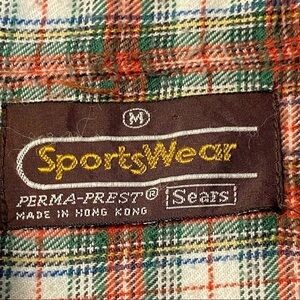 M
SportsWear
PERMA-PREST® Sears
MADE IN HONG KONG